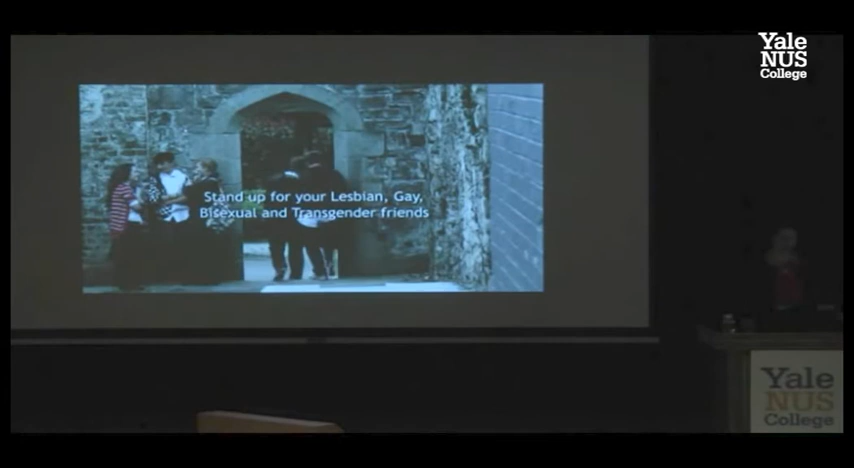 Yale
NUS
College
Stand up for your Lesbian, Gay,
Bisexual and Transgender friends
Yale
NUS
College